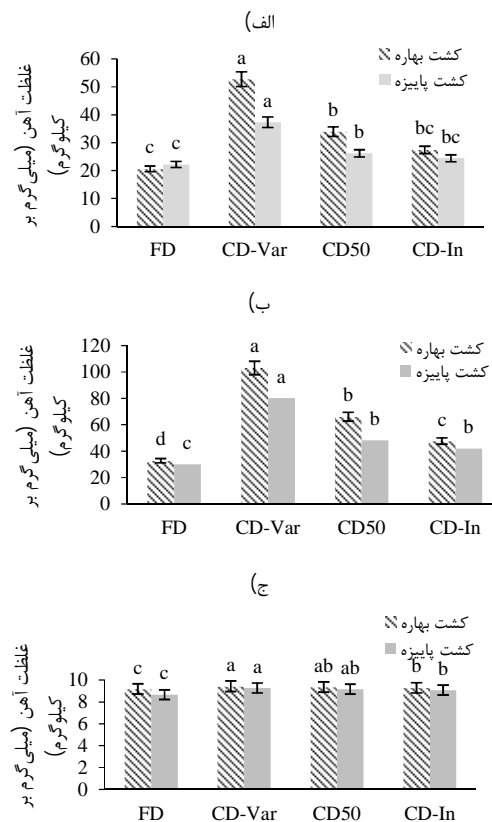 الف)
کشت بهاره
کشت پاییزه
غلظت آهن (میلی‌گرم بر
کیلوگرم)
60
50
40
30
20
10
0
c c
a
a
b
b
bc bc
FD CD-Var CD50 CD-In
ب)
کشت بهاره
کشت پاییزه
غلظت آهن (میلی‌گرم بر
کیلوگرم)
120
100
80
60
40
20
0
d c
a
a
b
b
c
b
FD CD-Var CD50 CD-In
ج)
کشت بهاره
کشت پاییزه
غلظت آهن (میلی‌گرم بر
کیلوگرم)
10
8
6
4
2
0
c c
a a
ab ab
b b
FD CD-Var CD50 CD-In